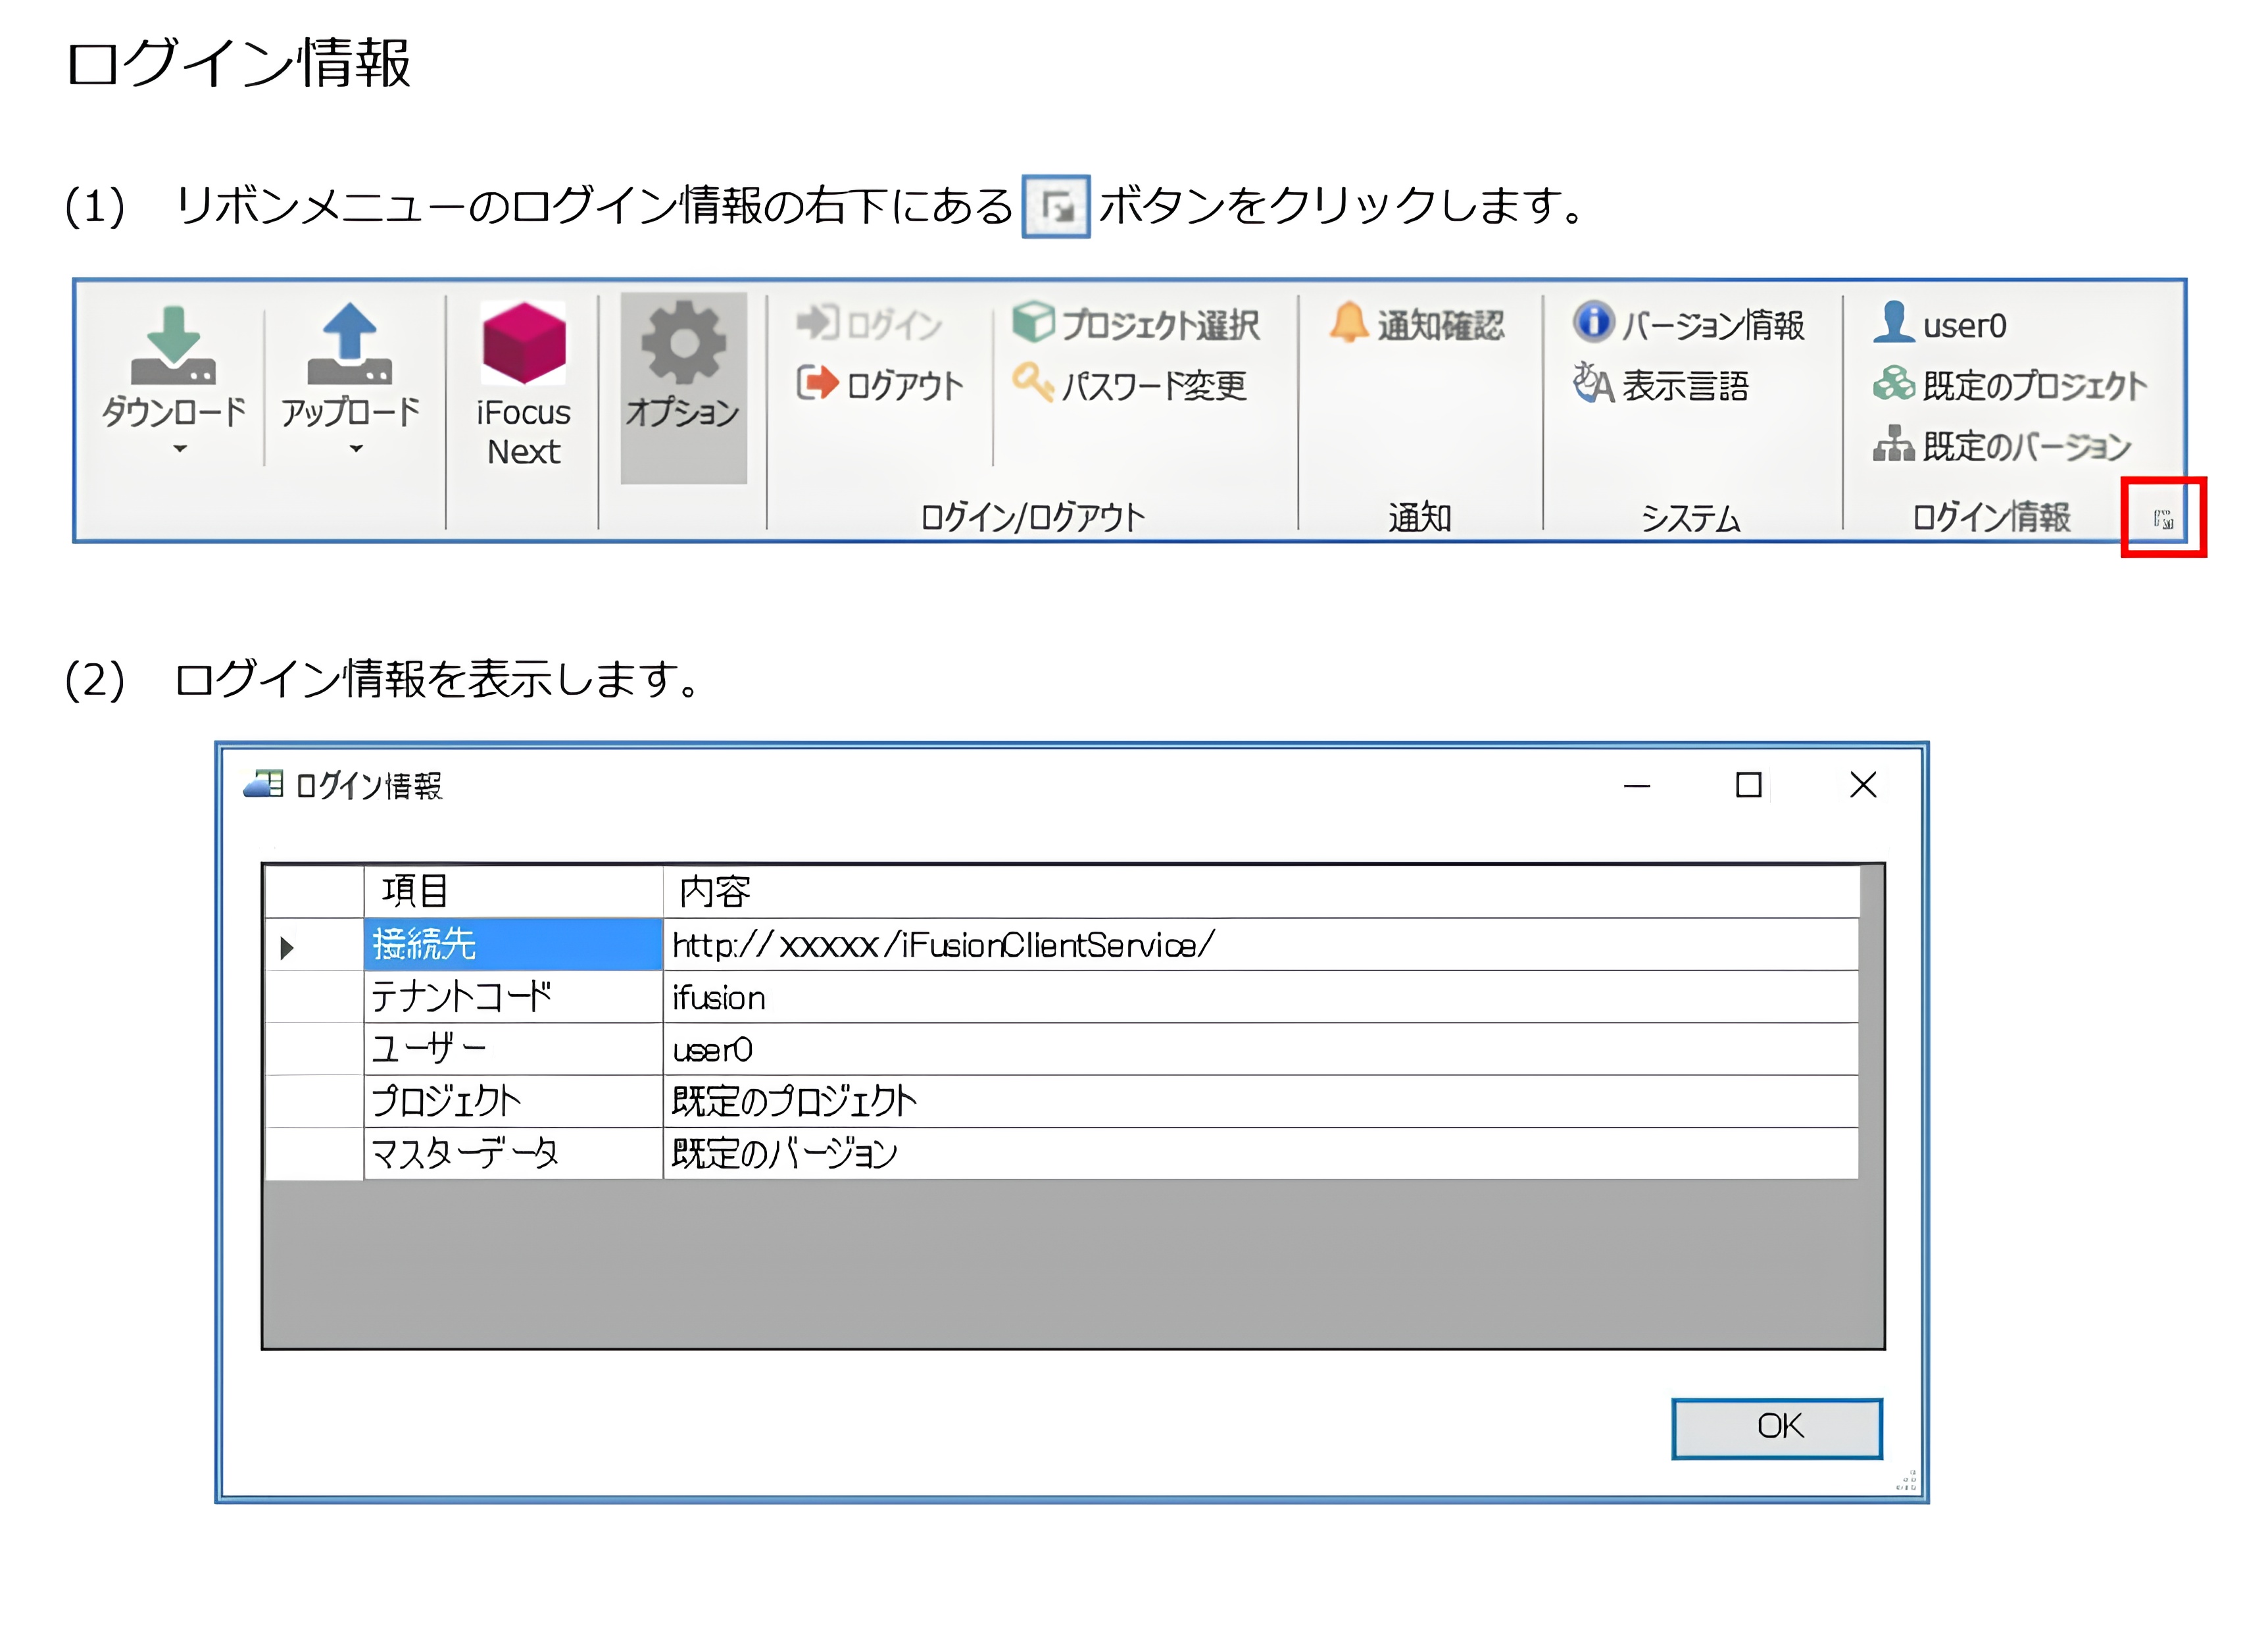 ログイン情報
(1) リボンメニューのログイン情報の右下にある ボタンをクリックします。
ダウンロード
アップロード
iFocus
Next
オプション
ログイン
ログアウト
プロジェクト選択
パスワード変更
ログイン/ログアウト
通知確認
通知
バージョン情報
あA 表示言語
システム
user0
既定のプロジェクト
既定のバージョン
ログイン情報
(2) ログイン情報を表示します。
ログイン情報
項目 内容
接続先 http://xxxxx/iFusionClientService/
テナントコード ifusion
ユーザー user0
プロジェクト 既定のプロジェクト
マスターデータ 既定のバージョン
OK